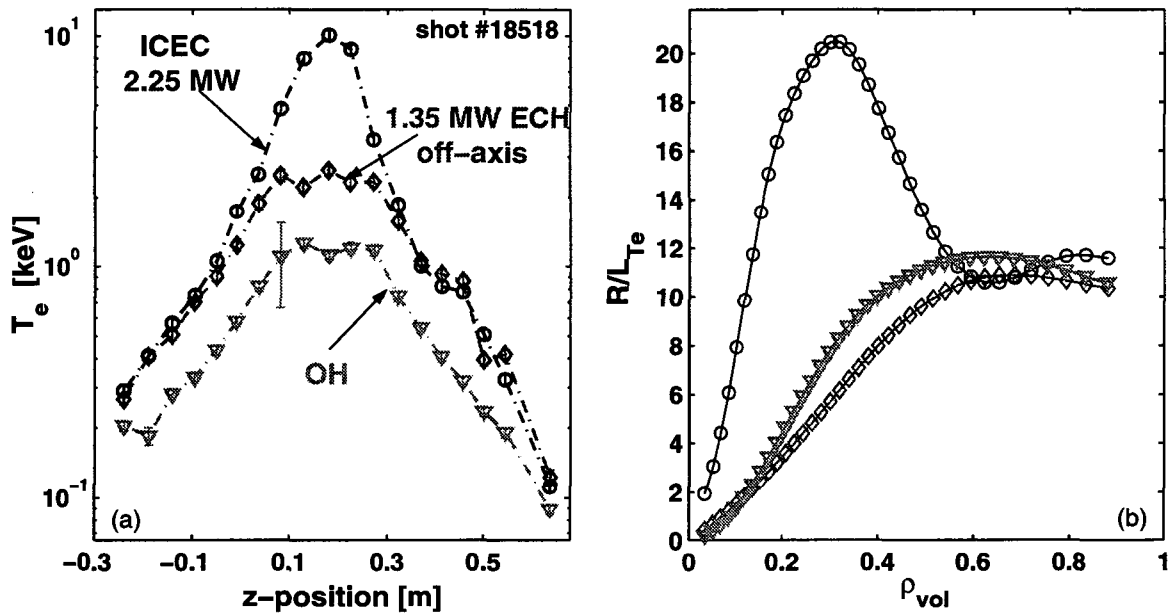 shot #18518
ICEC
2.25 MW
1.35 MW ECH
off-axis
OH
(a)
T_e [keV]
10^1
10^0
10^-1
-0.3
-0.1
0.1
0.3
0.5
z-position [m]
R/L_Te
20
18
16
14
12
10
8
6
4
2
0
0
0.2
0.4
0.6
0.8
1
(b)
ρ_vol